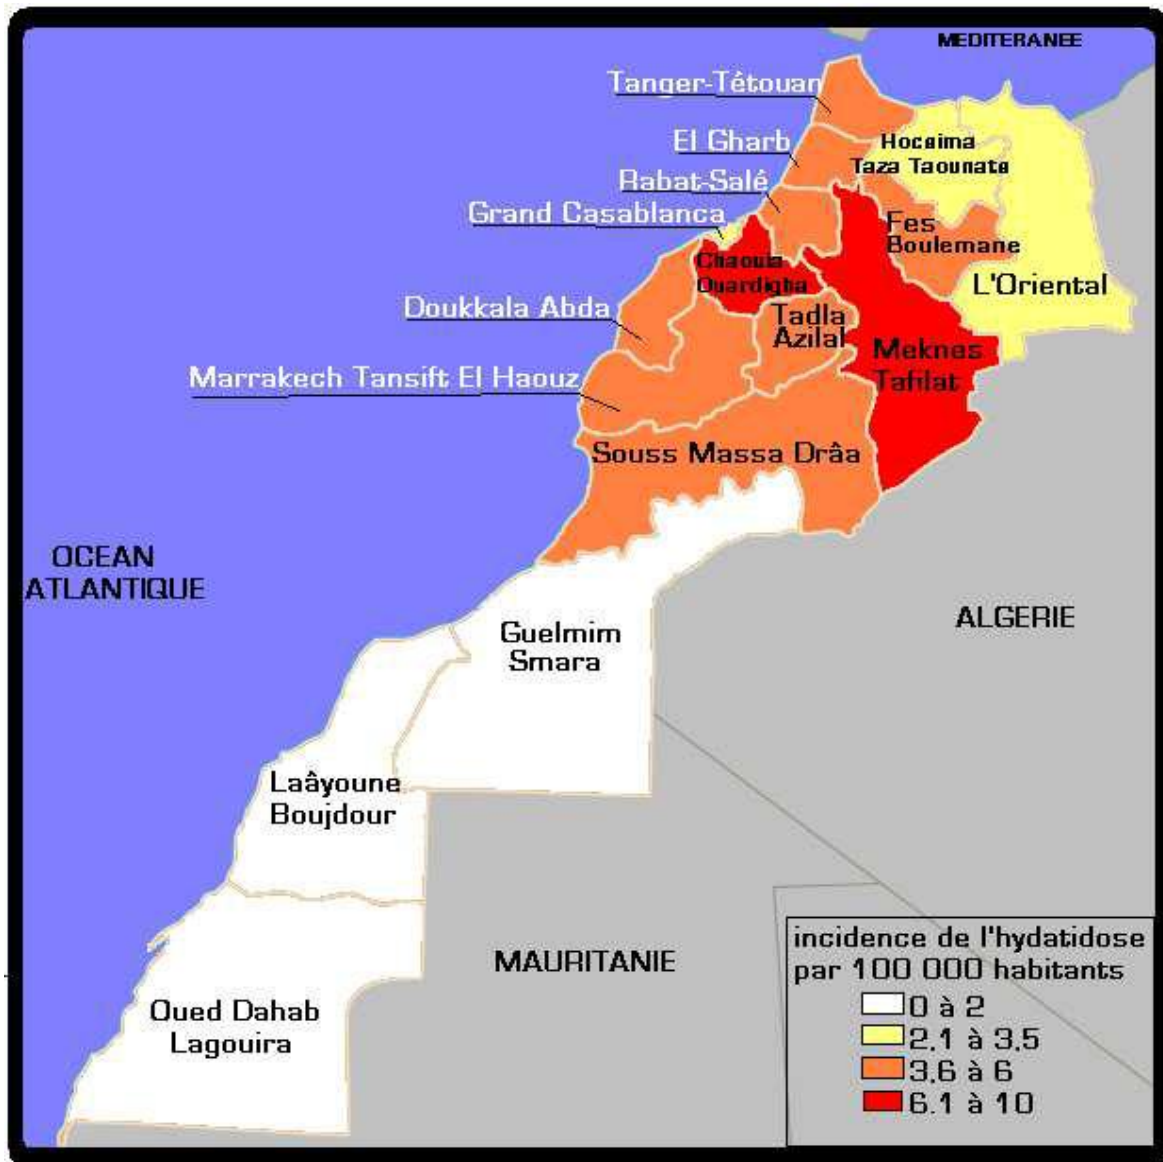 MEDITERANEE
Tanger-Tétouan
El Gharb
Hoceima
Taza Taounate
Rabat-Salé
Grand Casablanca
Fes
Boulemane
Chaouia
Ouardigha
L'Oriental
Doukkala Abda
Tadla
Azilal
Meknes
Tafilat
Marrakech Tansift El Haouz
Souss Massa Drâa
OCEAN
ATLANTIQUE
ALGERIE
Guelmim
Smara
Laâyoune
Boujdour
MAURITANIE
Oued Dahab
Lagouira
incidence de l'hydatidose
par 100 000 habitants
0 à 2
2.1 à 3.5
3.6 à 6
6.1 à 10